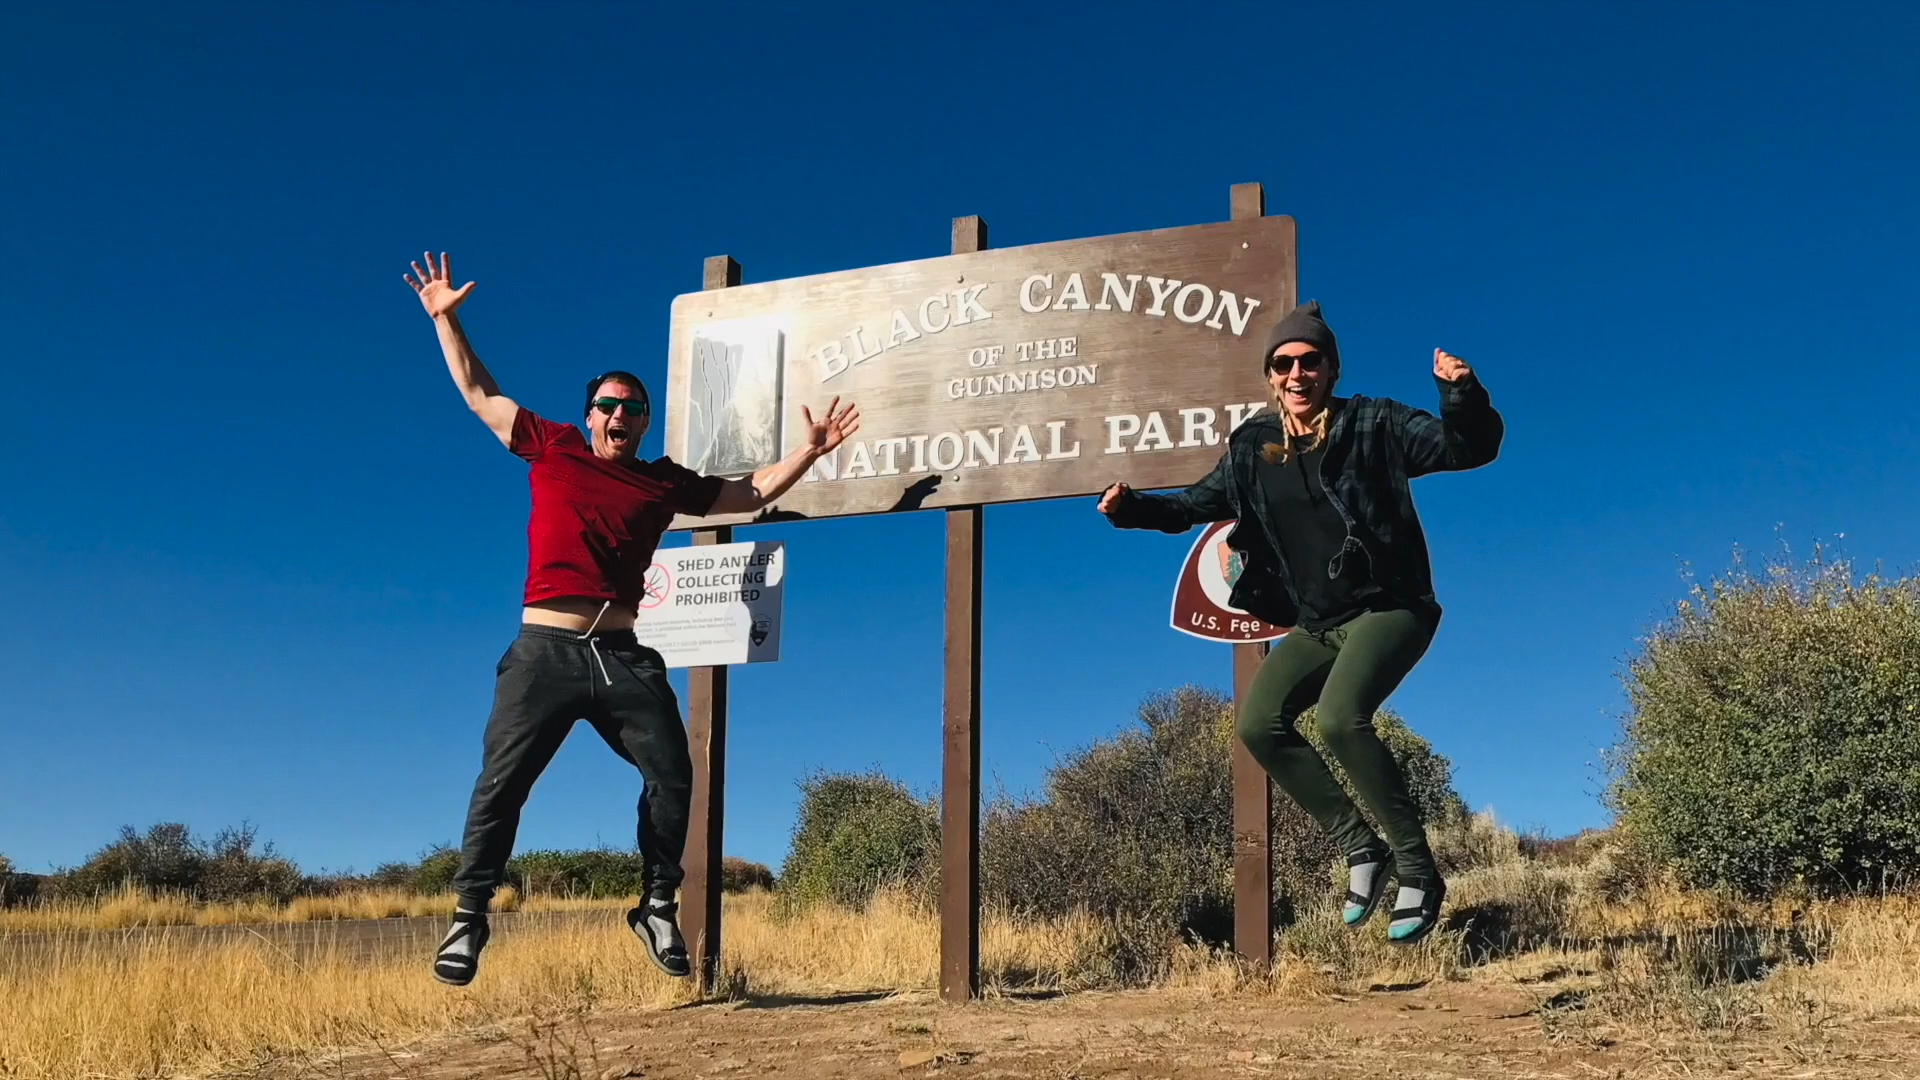 BLACK CANYON
OF THE
GUNNISON
NATIONAL PARK
SHED ANTLER
COLLECTING
PROHIBITED
U.S. Fee